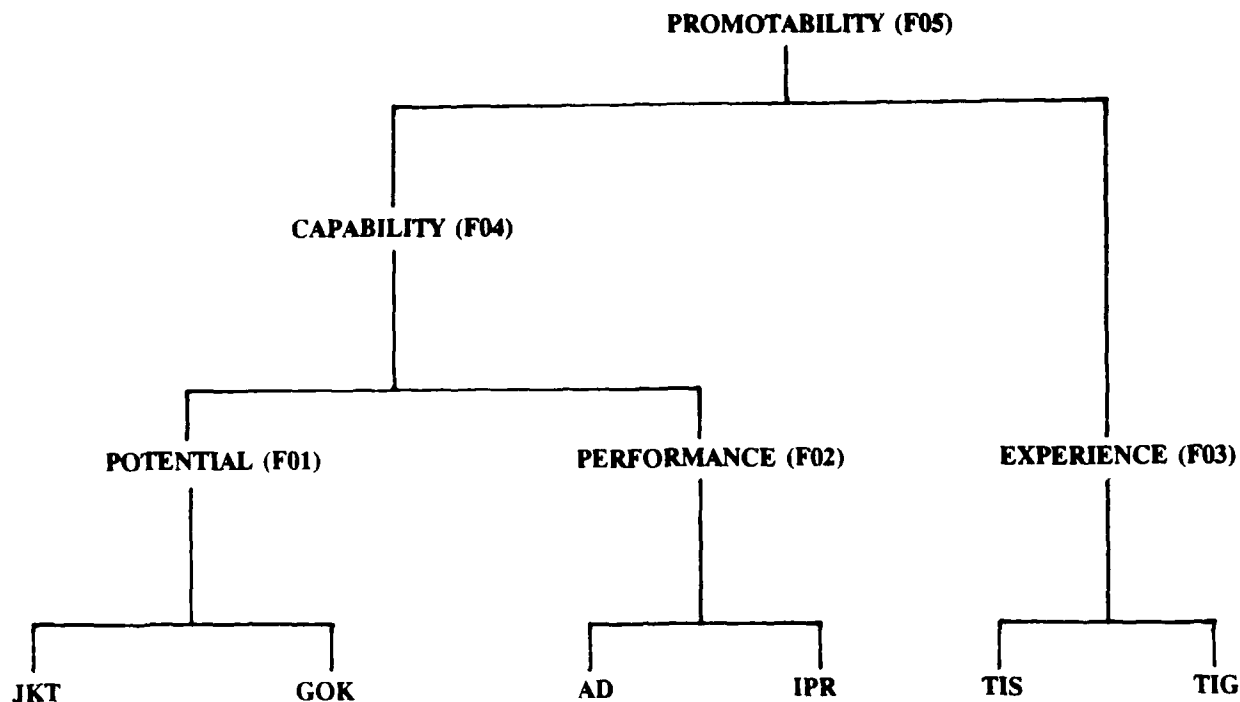 PROMOTABILITY (F05)
CAPABILITY (F04)
POTENTIAL (F01)
PERFORMANCE (F02)
EXPERIENCE (F03)
JKT
GOK
AD
IPR
TIS
TIG